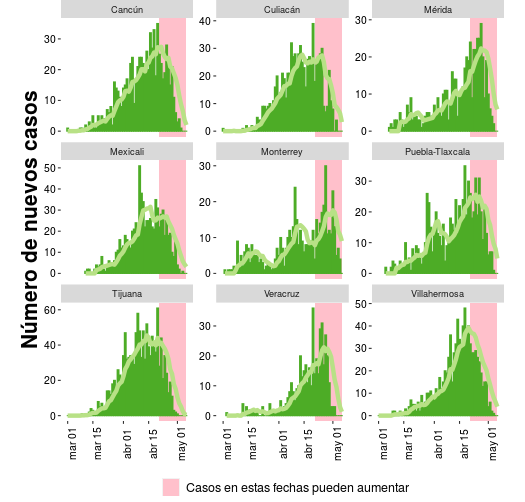 Número de nuevos casos
Cancún
Culiacán
Mérida
30
20
10
0
40
30
20
10
0
30
20
10
0
Mexicali
Monterrey
Puebla-Tlaxcala
50
40
30
20
10
0
30
20
10
0
30
20
10
0
Tijuana
Veracruz
Villahermosa
60
40
20
0
30
20
10
0
50
40
30
20
10
0
mar 01
mar 15
abr 01
abr 15
may 01
mar 01
mar 15
abr 01
abr 15
may 01
mar 01
mar 15
abr 01
abr 15
may 01
Casos en estas fechas pueden aumentar